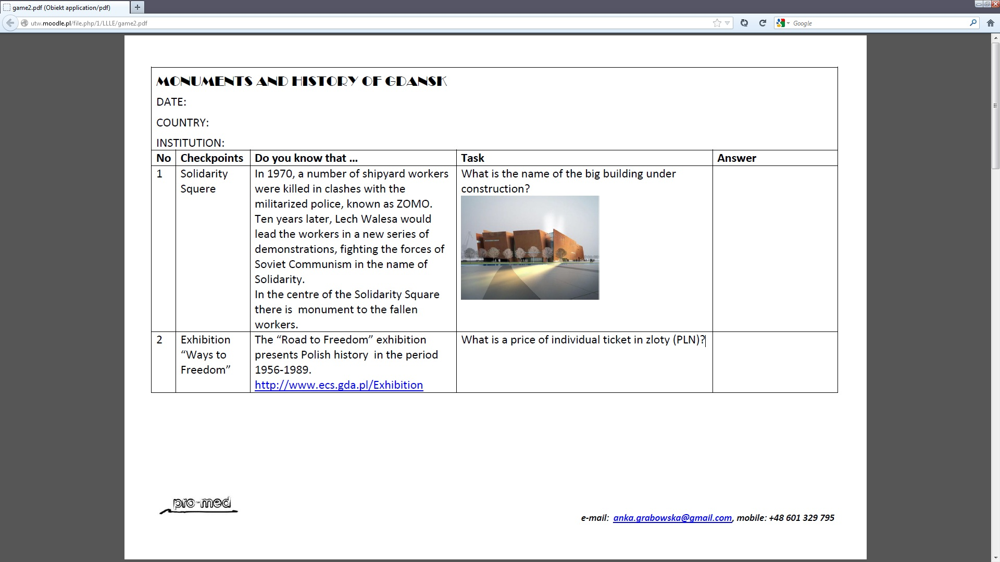 game2.pdf (Obiekt application/pdf)
utw.moodle.pl/file.php/1/LLLE/game2.pdf
Google
MONUMENTS AND HISTORY OF GDANSK
DATE:
COUNTRY:
INSTITUTION:
No Checkpoints Do you know that ... Task Answer
1
Solidarity
Squere
In 1970, a number of shipyard workers
were killed in clashes with the
militarized police, known as ZOMO.
Ten years later, Lech Walesa would
lead the workers in a new series of
demonstrations, fighting the forces of
Soviet Communism in the name of
Solidarity.
In the centre of the Solidarity Square
there is  monument to the fallen
workers.
What is the name of the big building under
construction?
2
Exhibition
“Ways to
Freedom”
The “Road to Freedom” exhibition
presents Polish history  in the period
1956-1989.
http://www.ecs.gda.pl/Exhibition
What is a price of individual ticket in zloty (PLN)?
pro-med
e-mail:  anka.grabowska@gmail.com, mobile: +48 601 329 795